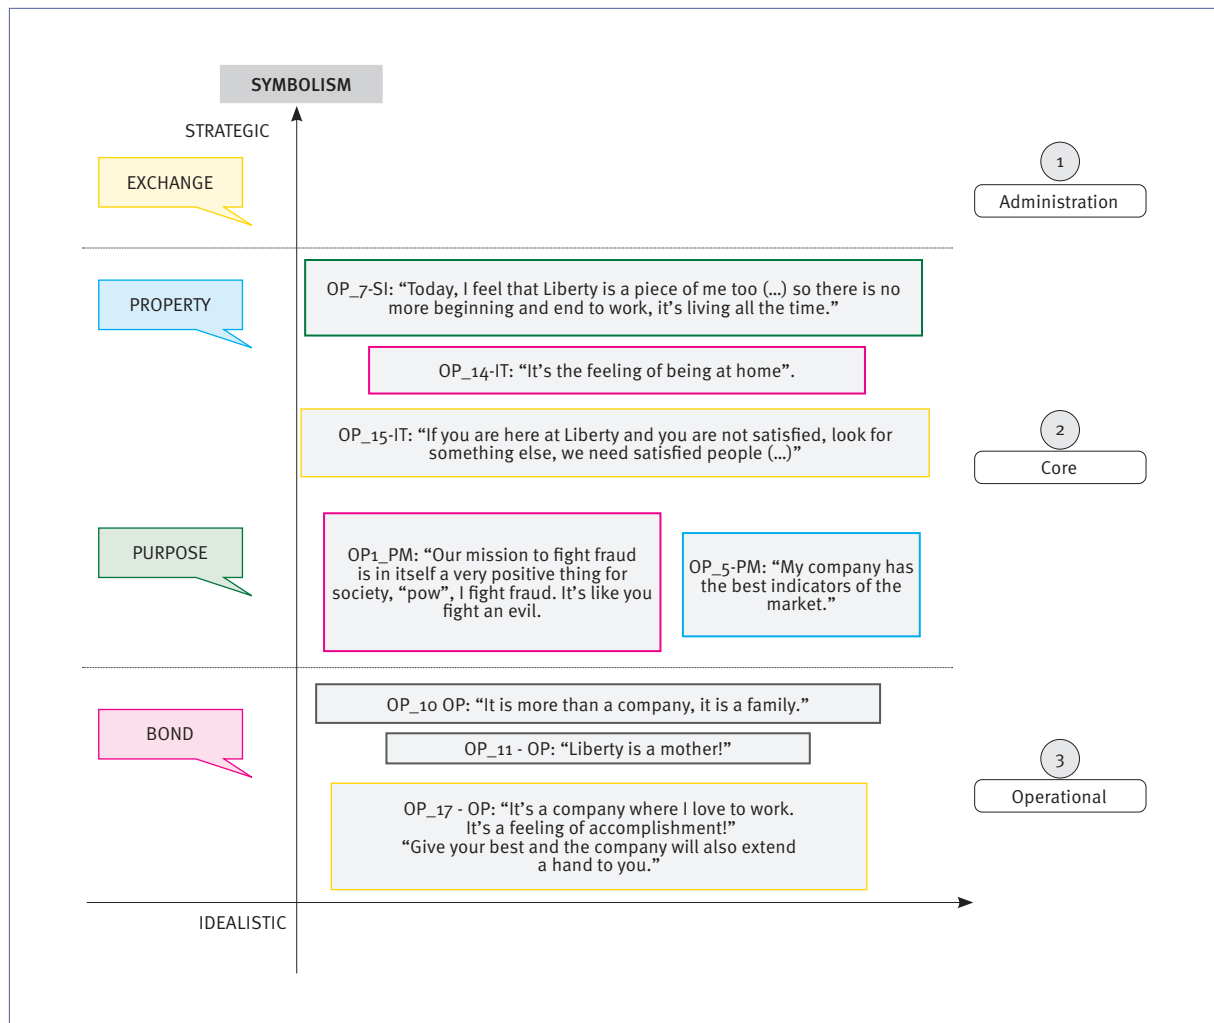 SYMBOLISM
STRATEGIC
EXCHANGE
1
Administration
PROPERTY
OP_7-SI: “Today, I feel that Liberty is a piece of me too (…) so there is no
more beginning and end to work, it’s living all the time.”
OP_14-IT: “It’s the feeling of being at home”.
OP_15-IT: “If you are here at Liberty and you are not satisfied, look for
something else, we need satisfied people (…)”
2
Core
PURPOSE
OP1_PM: “Our mission to fight fraud
is in itself a very positive thing for
society, “pow”, I fight fraud. It’s like you
fight an evil.
OP_5-PM: “My company has
the best indicators of the
market.”
BOND
OP_10 OP: “It is more than a company, it is a family.”
OP_11 - OP: “Liberty is a mother!”
OP_17 - OP: “It’s a company where I love to work.
It’s a feeling of accomplishment!”
“Give your best and the company will also extend
a hand to you.”
3
Operational
IDEALISTIC